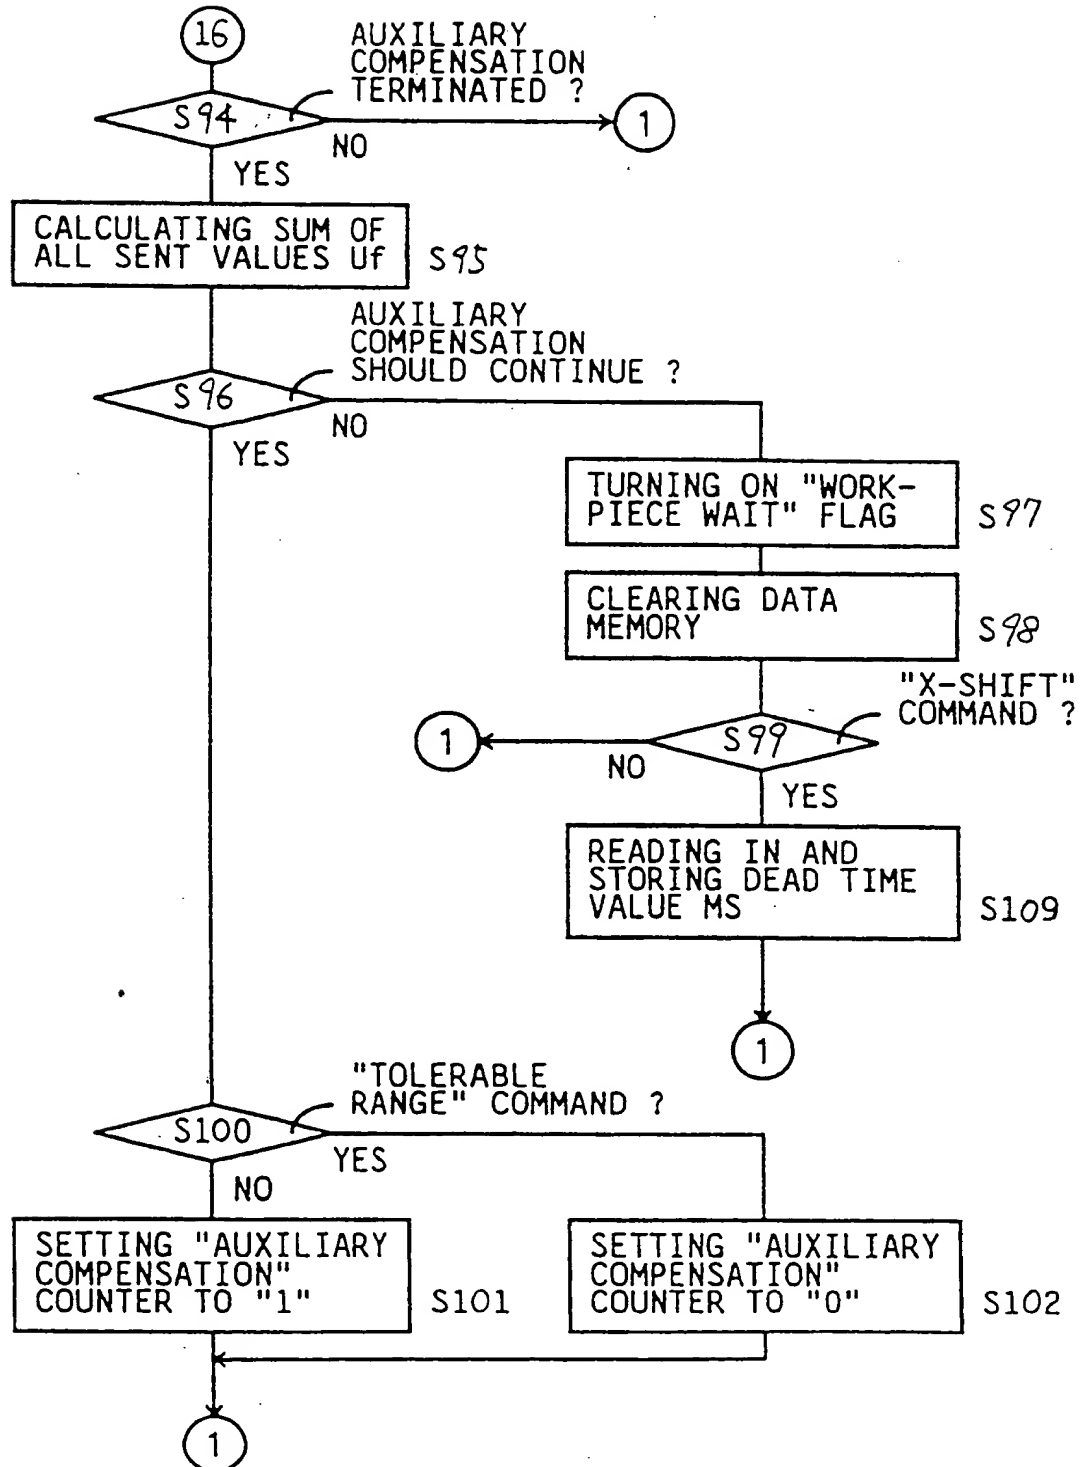 16
AUXILIARY
COMPENSATION
TERMINATED ?
S94
1
NO
YES
CALCULATING SUM OF
ALL SENT VALUES Uf
S95
AUXILIARY
COMPENSATION
SHOULD CONTINUE ?
S96
NO
YES
TURNING ON "WORK-
PIECE WAIT" FLAG
S97
CLEARING DATA
MEMORY
S98
"X-SHIFT"
COMMAND ?
S99
1
NO
YES
READING IN AND
STORING DEAD TIME
VALUE MS
S109
1
"TOLERABLE
RANGE" COMMAND ?
S100
YES
NO
SETTING "AUXILIARY
COMPENSATION"
COUNTER TO "1"
S101
SETTING "AUXILIARY
COMPENSATION"
COUNTER TO "0"
S102
1